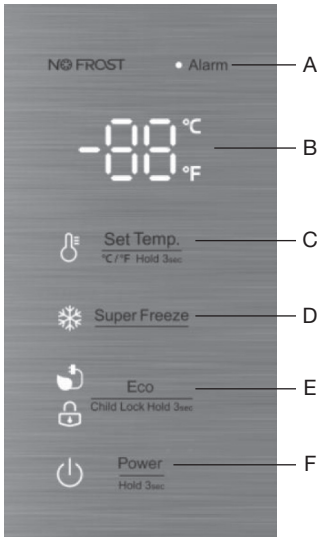 NO FROST
Alarm
A
-88 °C
°F
B
Set Temp.
°C/°F Hold 3sec
C
Super Freeze
D
Eco
Child Lock Hold 3sec
E
Power
Hold 3sec
F